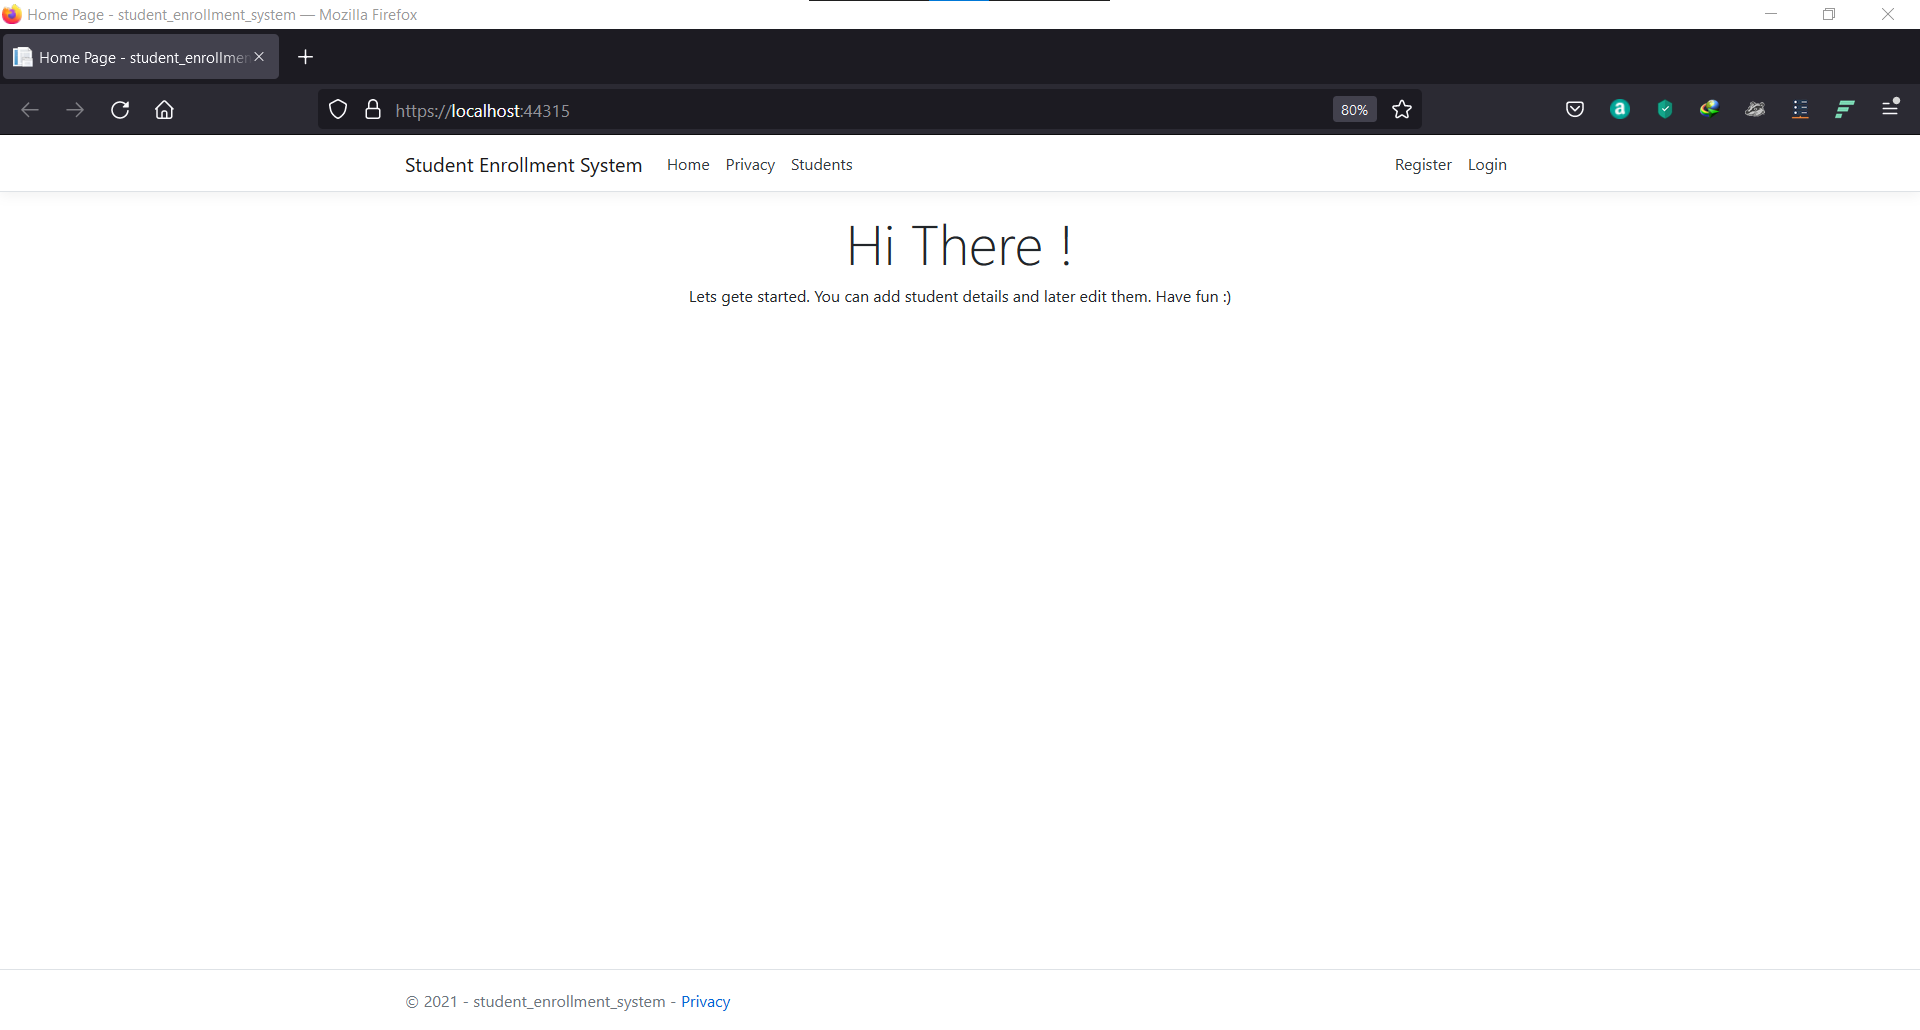 Home Page - student_enrollment_system — Mozilla Firefox
Home Page - student_enrollmen
https://localhost:44315
80%
Student Enrollment System Home Privacy Students Register Login
Hi There !
Lets gete started. You can add student details and later edit them. Have fun :)
© 2021 - student_enrollment_system - Privacy